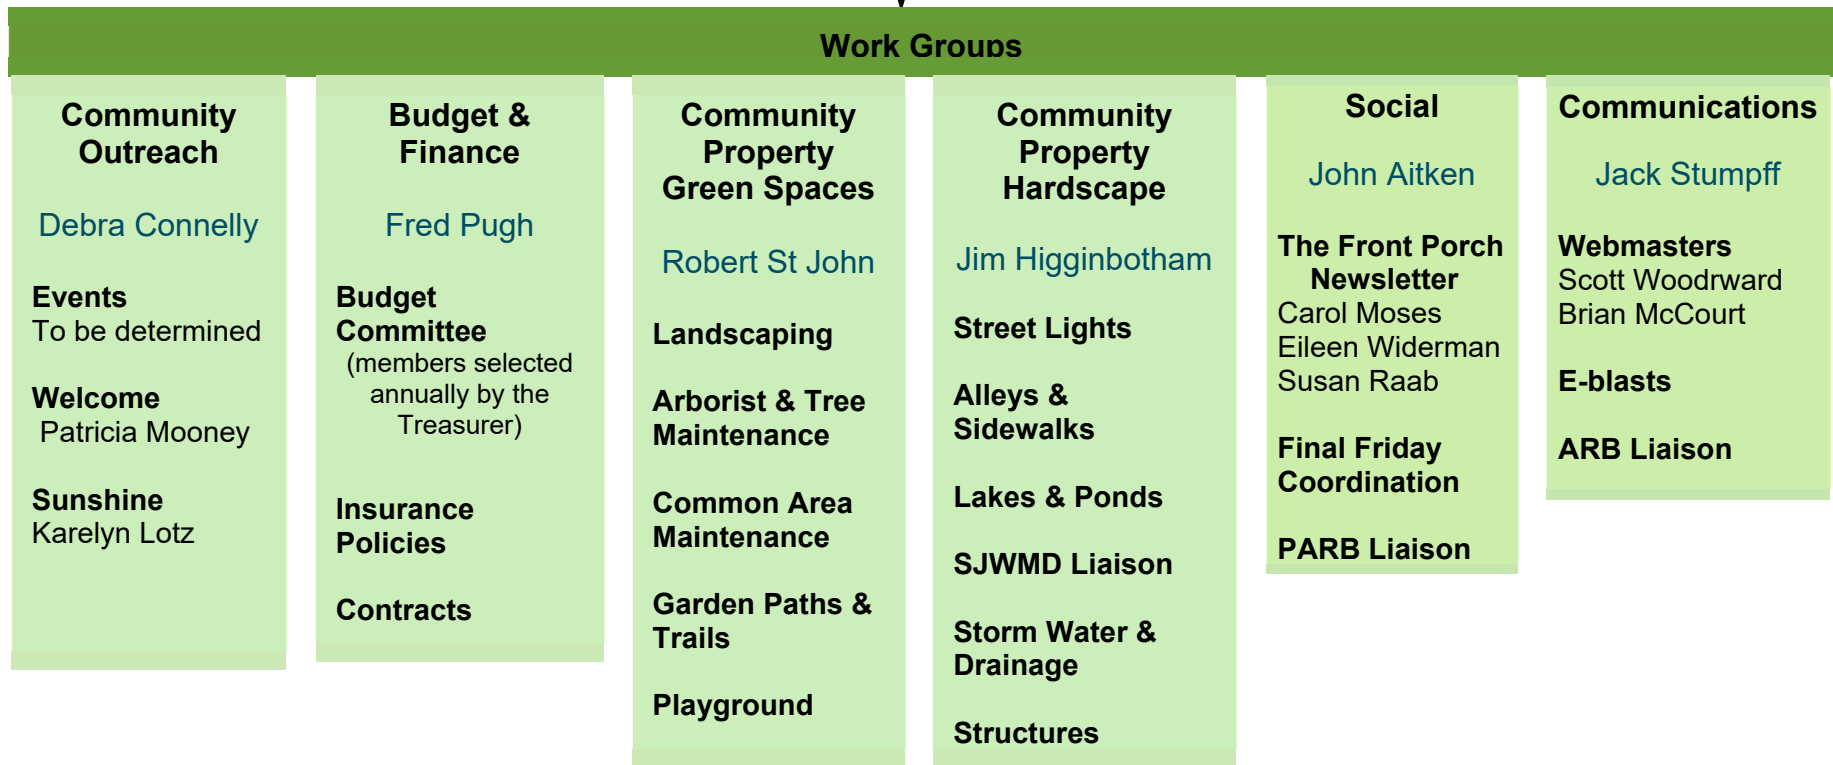 Work Groups
Community
Outreach
Debra Connelly
Events
To be determined
Welcome
Patricia Mooney
Sunshine
Karelyn Lotz
Budget &
Finance
Fred Pugh
Budget
Committee
(members selected
annually by the
Treasurer)
Insurance
Policies
Contracts
Community
Property
Green Spaces
Robert St John
Landscaping
Arborist & Tree
Maintenance
Common Area
Maintenance
Garden Paths &
Trails
Playground
Community
Property
Hardscape
Jim Higginbotham
Street Lights
Alleys &
Sidewalks
Lakes & Ponds
SJWMD Liaison
Storm Water &
Drainage
Structures
Social
John Aitken
The Front Porch
Newsletter
Carol Moses
Eileen Widerman
Susan Raab
Final Friday
Coordination
PARB Liaison
Communications
Jack Stumpff
Webmasters
Scott Woodrward
Brian McCourt
E-blasts
ARB Liaison